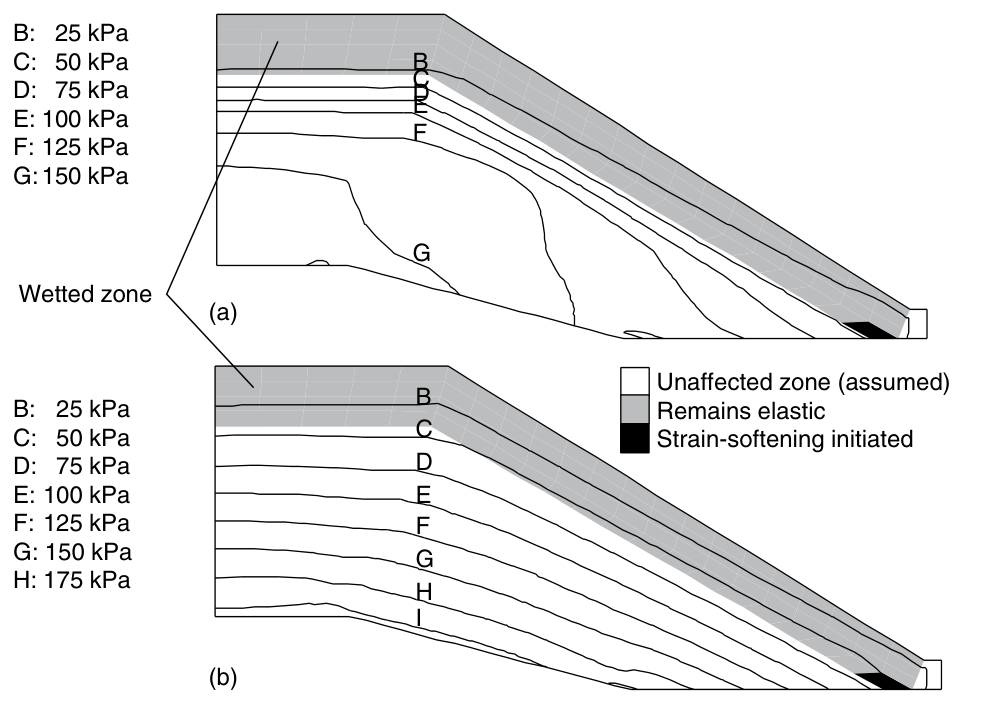 B: 25 kPa
C: 50 kPa
D: 75 kPa
E: 100 kPa
F: 125 kPa
G: 150 kPa
B
C
D
E
F
G
Wetted zone
(a)
B: 25 kPa
C: 50 kPa
D: 75 kPa
E: 100 kPa
F: 125 kPa
G: 150 kPa
H: 175 kPa
B
C
D
E
F
G
H
I
Unaffected zone (assumed)
Remains elastic
Strain-softening initiated
(b)